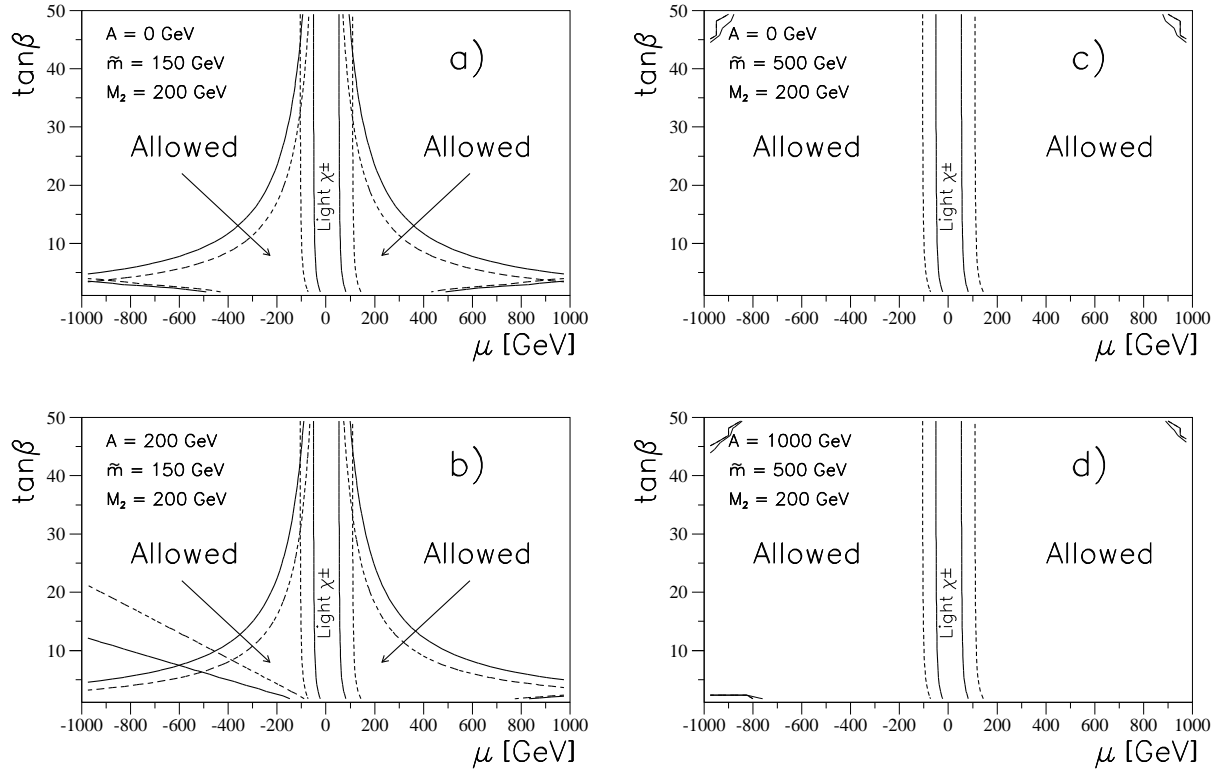 50
40
30
20
10
tanβ
A = 0 GeV
m̃ = 150 GeV
M₂ = 200 GeV
a)
Allowed
Allowed
Light χ±
-1000 -800 -600 -400 -200 0 200 400 600 800 1000
μ [GeV]
50
40
30
20
10
tanβ
A = 0 GeV
m̃ = 500 GeV
M₂ = 200 GeV
c)
Allowed
Allowed
Light χ±
-1000 -800 -600 -400 -200 0 200 400 600 800 1000
μ [GeV]
50
40
30
20
10
tanβ
A = 200 GeV
m̃ = 150 GeV
M₂ = 200 GeV
b)
Allowed
Allowed
Light χ±
-1000 -800 -600 -400 -200 0 200 400 600 800 1000
μ [GeV]
50
40
30
20
10
tanβ
A = 1000 GeV
m̃ = 500 GeV
M₂ = 200 GeV
d)
Allowed
Allowed
Light χ±
-1000 -800 -600 -400 -200 0 200 400 600 800 1000
μ [GeV]